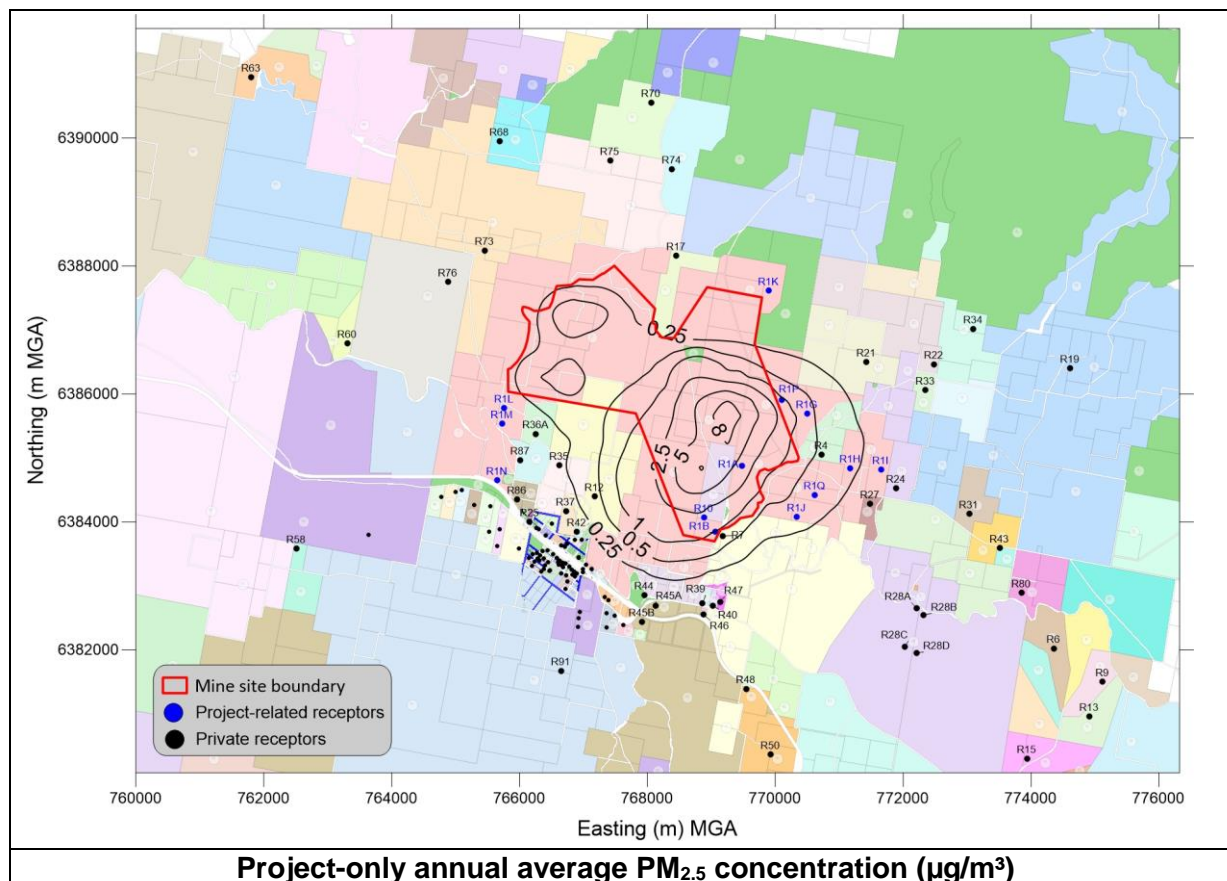 6390000
6388000
6386000
6384000
6382000
Northing (m MGA)
R63
R70
R68
R75
R74
R73
R17
R76
R1K
R60
0.25
R34
R21
R22
R19
R33
R1P
R1G
R1L
R1M
R36A
8
R4
R87
R35
2.5
5
R1A
R1H
R1I
R1N
R86
R12
R24
R1Q
R27
R37
R25
R10
R1J
R31
R42
R1B
R7
1
0.5
0.25
R58
R43
R44
R45A
R39
R47
R40
R46
R45B
R80
R28A
R28B
R28C
R28D
R6
R91
R48
R9
R13
R50
R15
Mine site boundary
Project-related receptors
Private receptors
760000 762000 764000 766000 768000 770000 772000 774000 776000
Easting (m) MGA
Project-only annual average PM₂.₅ concentration (µg/m³)